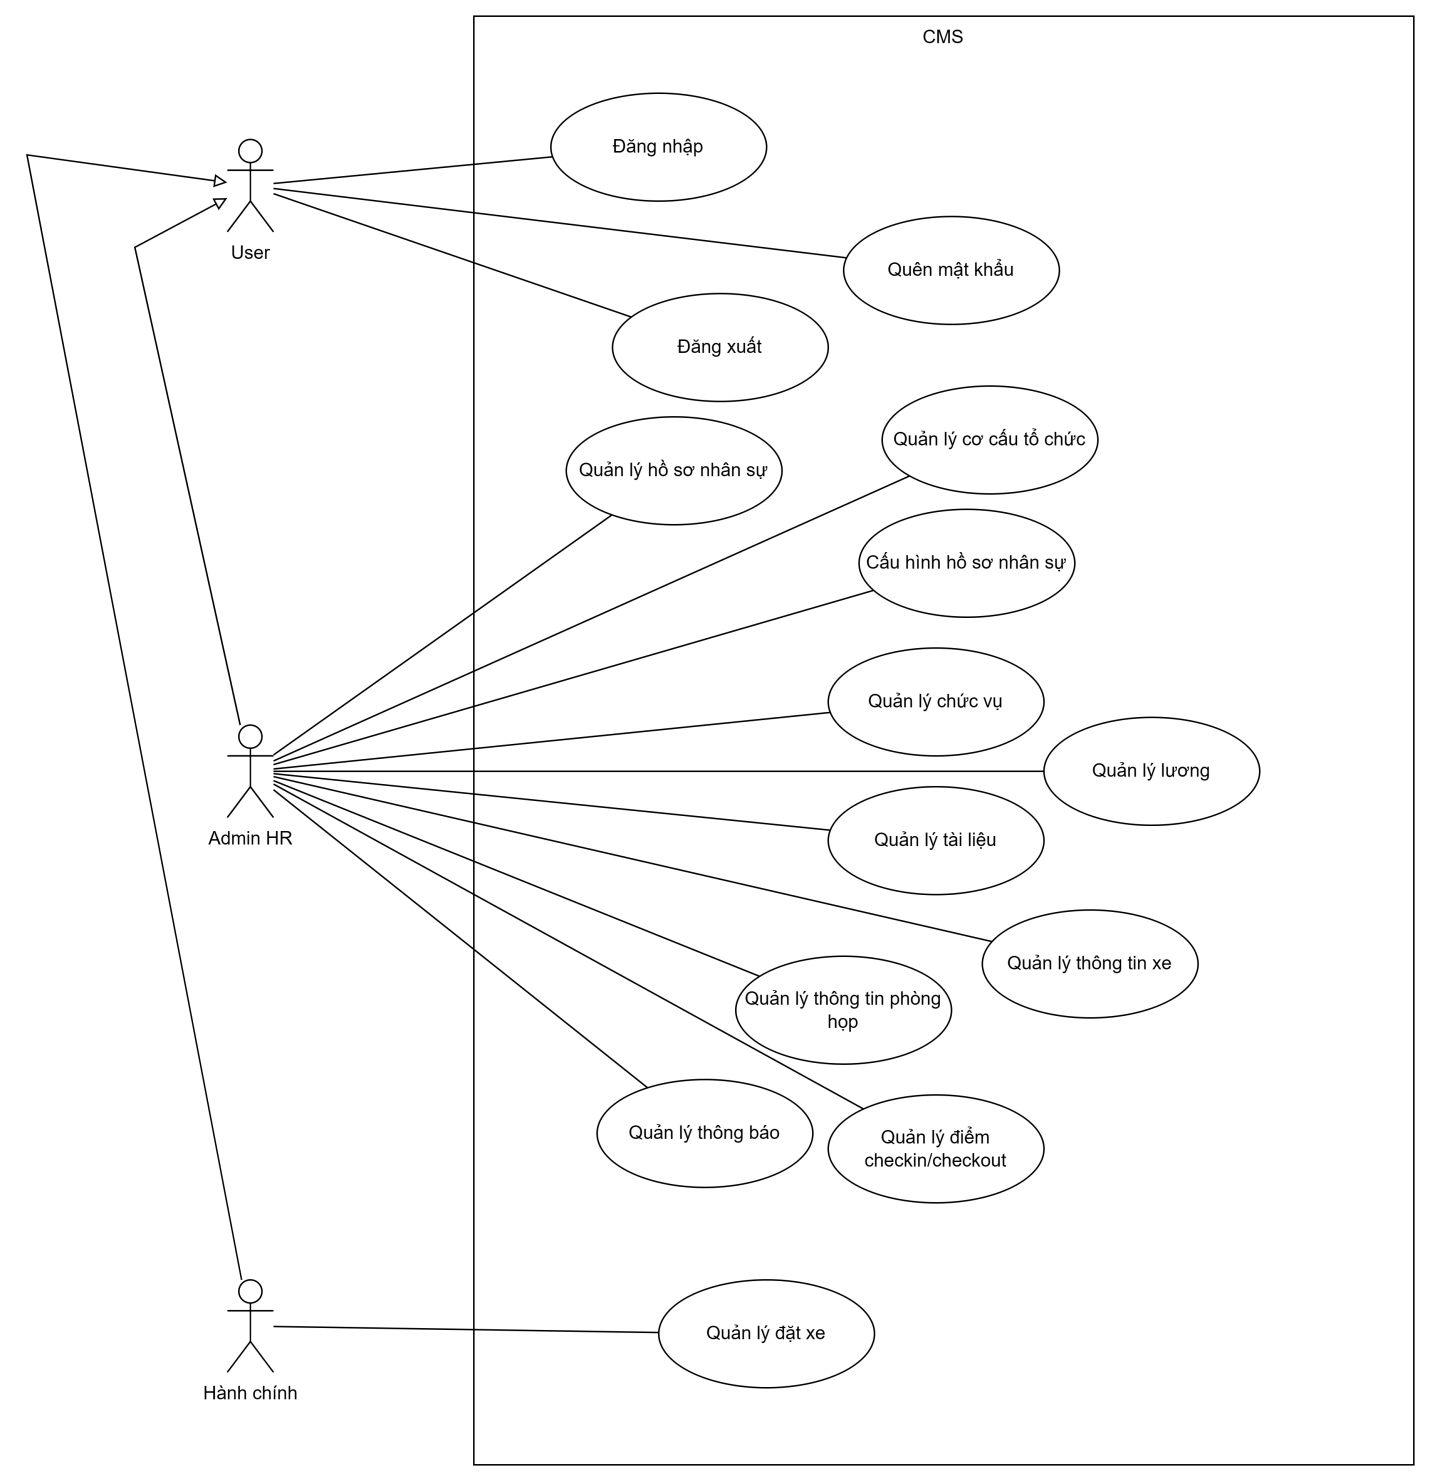 CMS
Đăng nhập
User
Quên mật khẩu
Đăng xuất
Quản lý cơ cấu tổ chức
Quản lý hồ sơ nhân sự
Cấu hình hồ sơ nhân sự
Quản lý chức vụ
Quản lý lương
Admin HR
Quản lý tài liệu
Quản lý thông tin xe
Quản lý thông tin phòng
họp
Quản lý thông báo
Quản lý điểm
checkin/checkout
Quản lý đặt xe
Hành chính